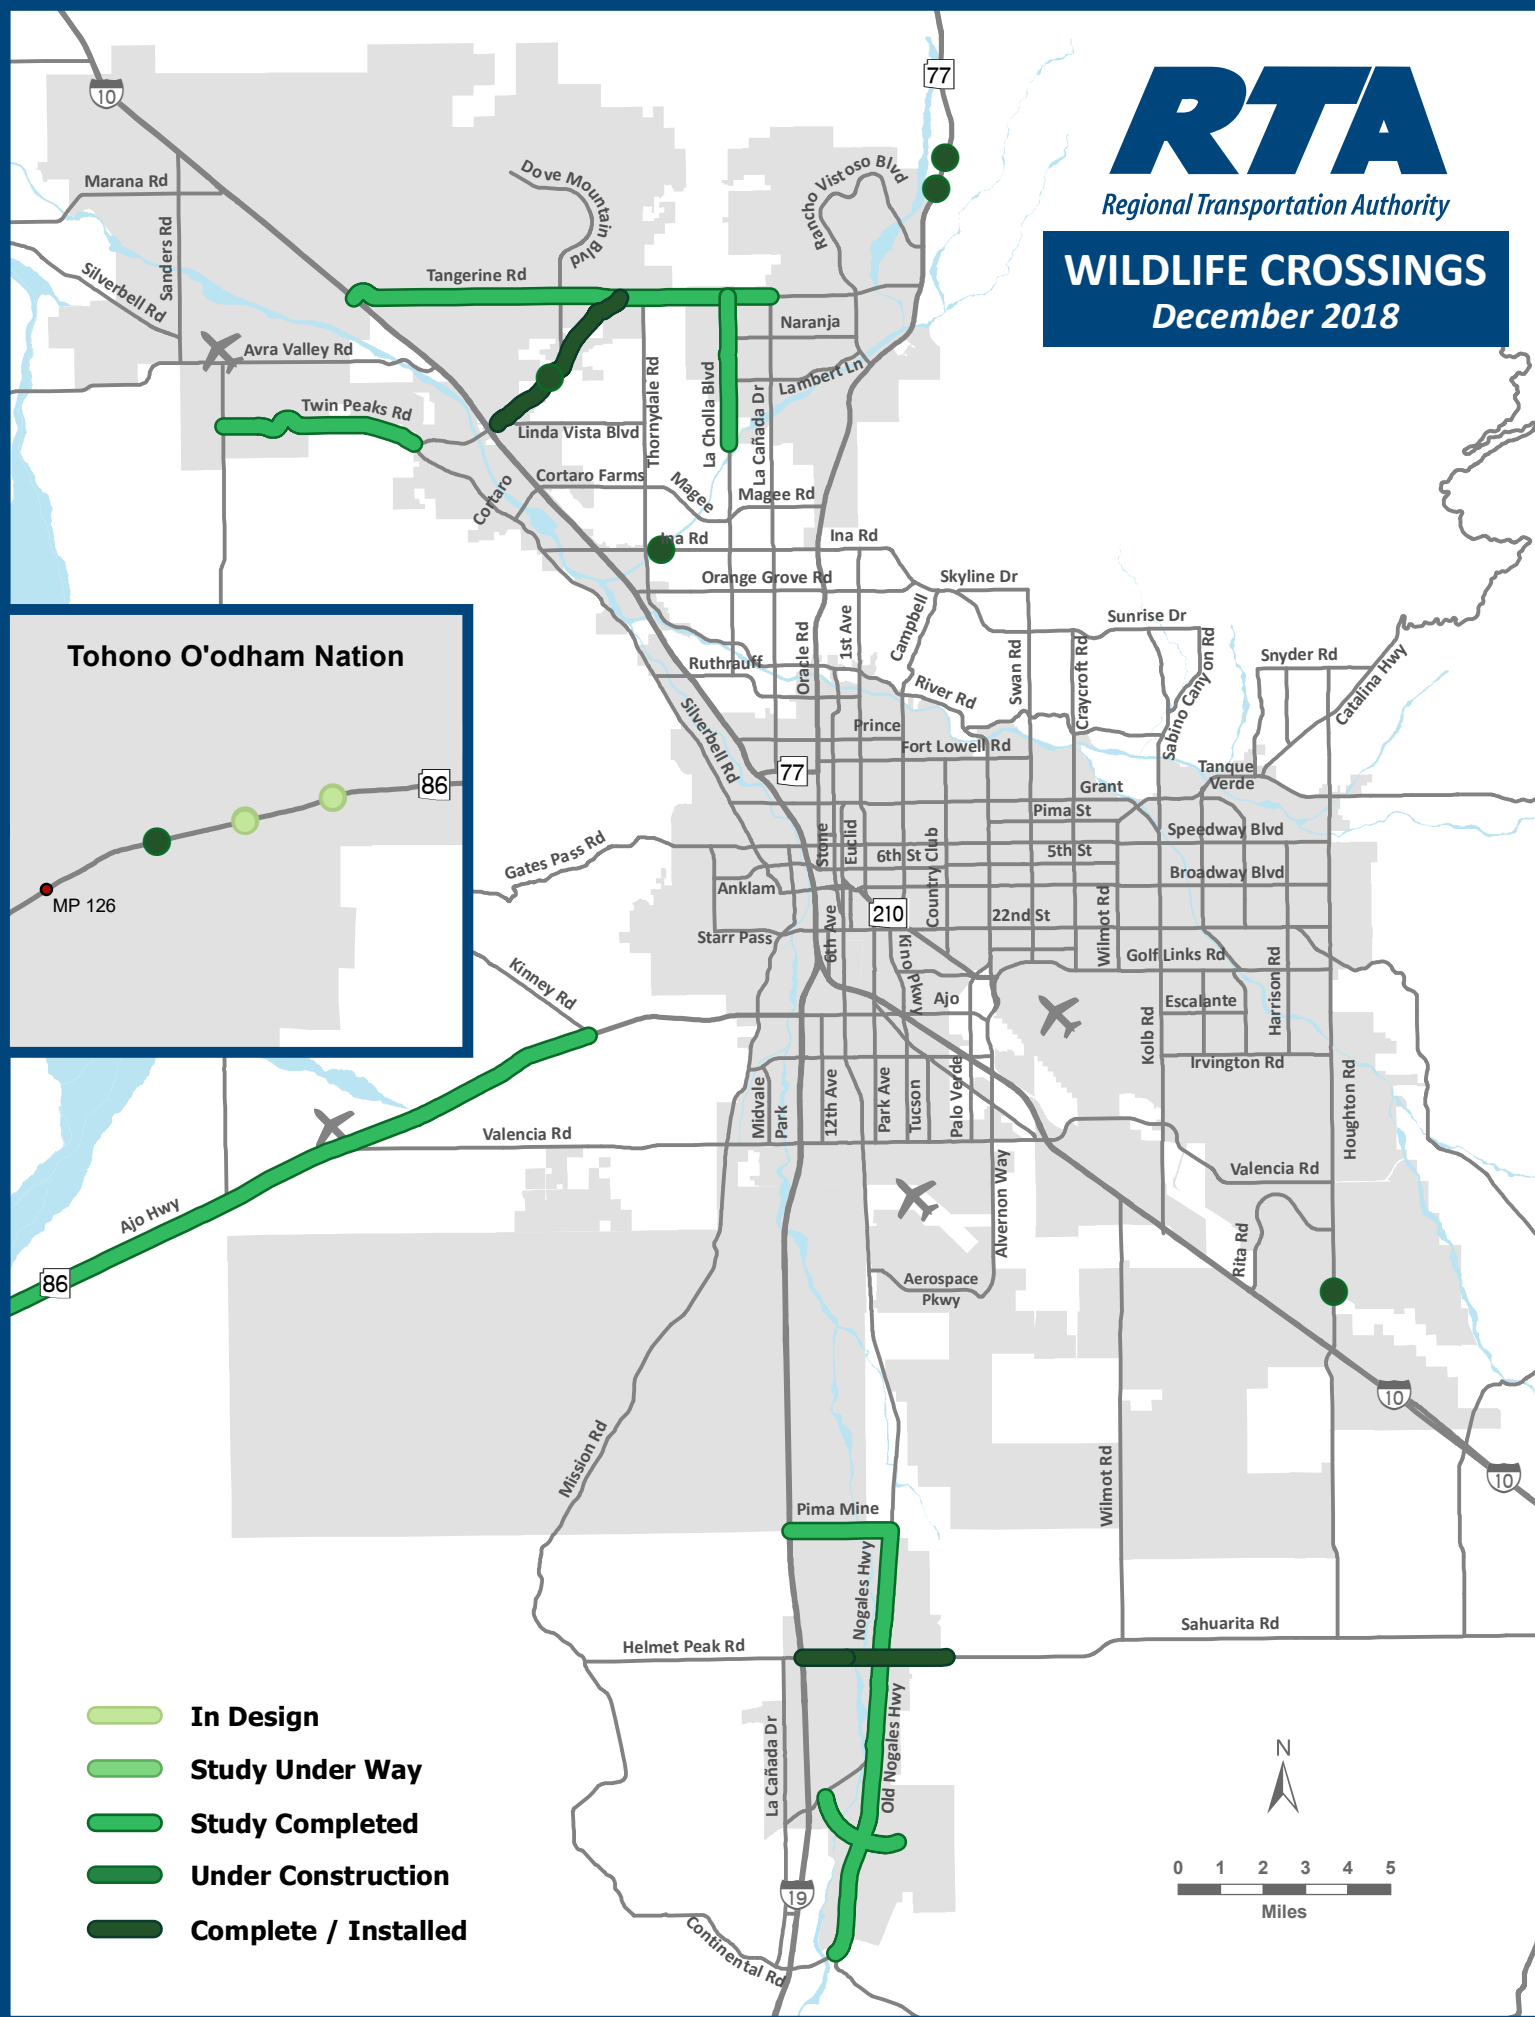 RTA
Regional Transportation Authority
WILDLIFE CROSSINGS
December 2018
77
10
Marana Rd
Sanders Rd
Silverbell Rd
Dove Mountain Blvd
Rancho Vistoso Blvd
Tangerine Rd
Naranja
Avra Valley Rd
Lambert Ln
Thornydale Rd
La Cholla Blvd
La Cañada Dr
Twin Peaks Rd
Linda Vista Blvd
Cortaro Farms
Magee
Magee Rd
Cortaro
Ina Rd
Ina Rd
Orange Grove Rd
Skyline Dr
Campbell
1st Ave
Oracle Rd
Sunrise Dr
Swan Rd
Craycroft Rd
Sabino Canyon Rd
Snyder Rd
Catalina Hwy
Ruthrauff
River Rd
Silverbell Rd
Prince
Fort Lowell Rd
77
Tanque
Verde
Grant
Pima St
Speedway Blvd
Stone
Euclid
6th St
Country Club
5th St
Broadway Blvd
Gates Pass Rd
Anklam
210
22nd St
Wilmot Rd
Starr Pass
6th Ave
Kino Pkwy
Golf Links Rd
Harrison Rd
Kinney Rd
Ajo
Escalante
Kolb Rd
Irvington Rd
Houghton Rd
Midvale
Park
12th Ave
Park Ave
Tucson
Palo Verde
Valencia Rd
Valencia Rd
Alvernon Way
Rita Rd
Ajo Hwy
86
Aerospace
Pkwy
10
10
Mission Rd
Wilmot Rd
Pima Mine
Nogales Hwy
Sahuarita Rd
Helmet Peak Rd
La Cañada Dr
Old Nogales Hwy
19
Continental Rd
Tohono O'odham Nation
86
MP 126
In Design
Study Under Way
Study Completed
Under Construction
Complete / Installed
N
0 1 2 3 4 5
Miles